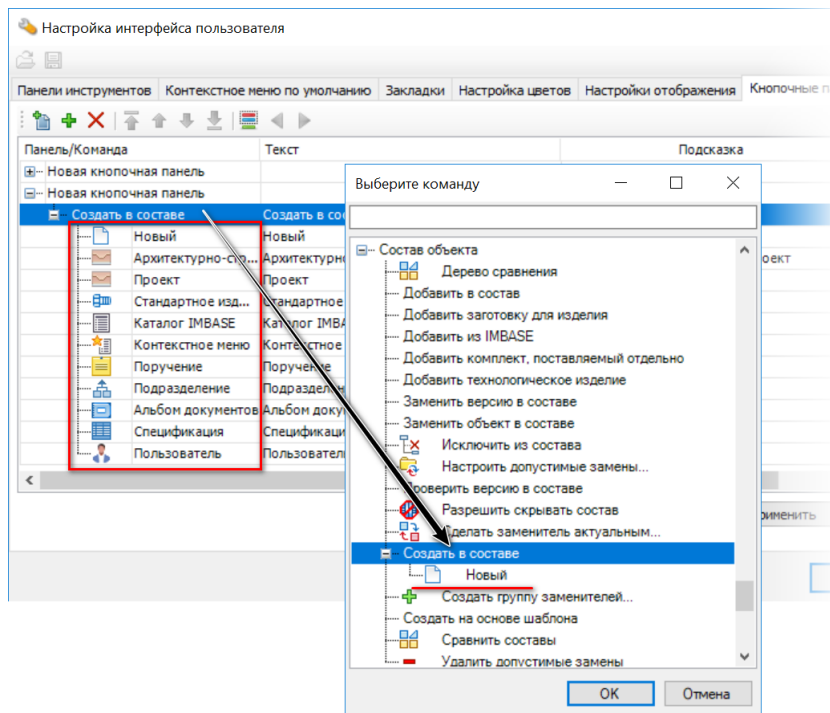 Настройка интерфейса пользователя
Панели инструментов Контекстное меню по умолчанию Закладки Настройка цветов Настройки отображения Кнопочные п
Панель/Команда Текст Подсказка
Новая кнопочная панель
Новая кнопочная панель
Создать в составе Создать в со
Новый Новый
Архитектурно-стр... Архитектурн оект
Проект Проект
Стандартное изд... Стандартное
Каталог IMBASE Каталог IMBA
Контекстное меню Контекстное
Поручение Поручение
Подразделение Подразделен
Альбом документов Альбом доку
Спецификация Спецификаци
Пользователь Пользовател
рименить
Выберите команду
Состав объекта
Дерево сравнения
Добавить в состав
Добавить заготовку для изделия
Добавить из IMBASE
Добавить комплект, поставляемый отдельно
Добавить технологическое изделие
Заменить версию в составе
Заменить объект в составе
Исключить из состава
Настроить допустимые замены...
Проверить версию в составе
Разрешить скрывать состав
Сделать заменитель актуальным...
Создать в составе
Новый
Создать группу заменителей...
Создать на основе шаблона
Сравнить составы
Удалить допустимые замены
OK Отмена